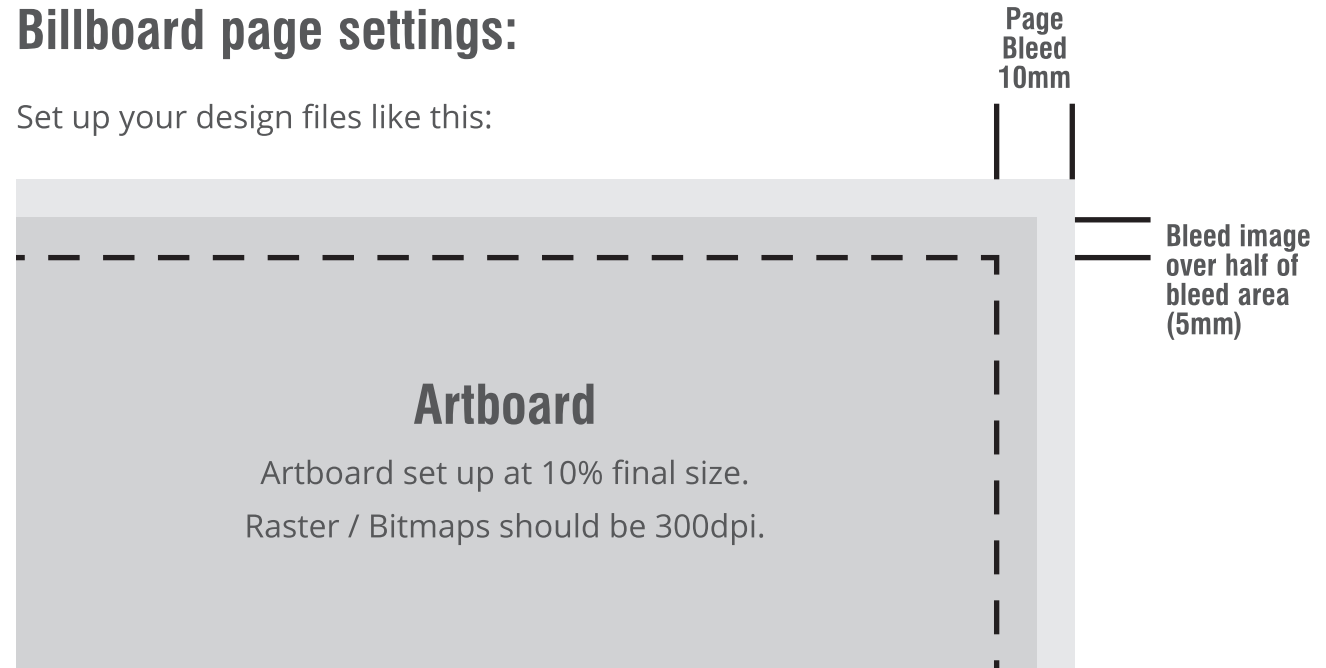 Billboard page settings:
Set up your design files like this:
Page
Bleed
10mm
Bleed image
over half of
bleed area
(5mm)
Artboard
Artboard set up at 10% final size.
Raster / Bitmaps should be 300dpi.